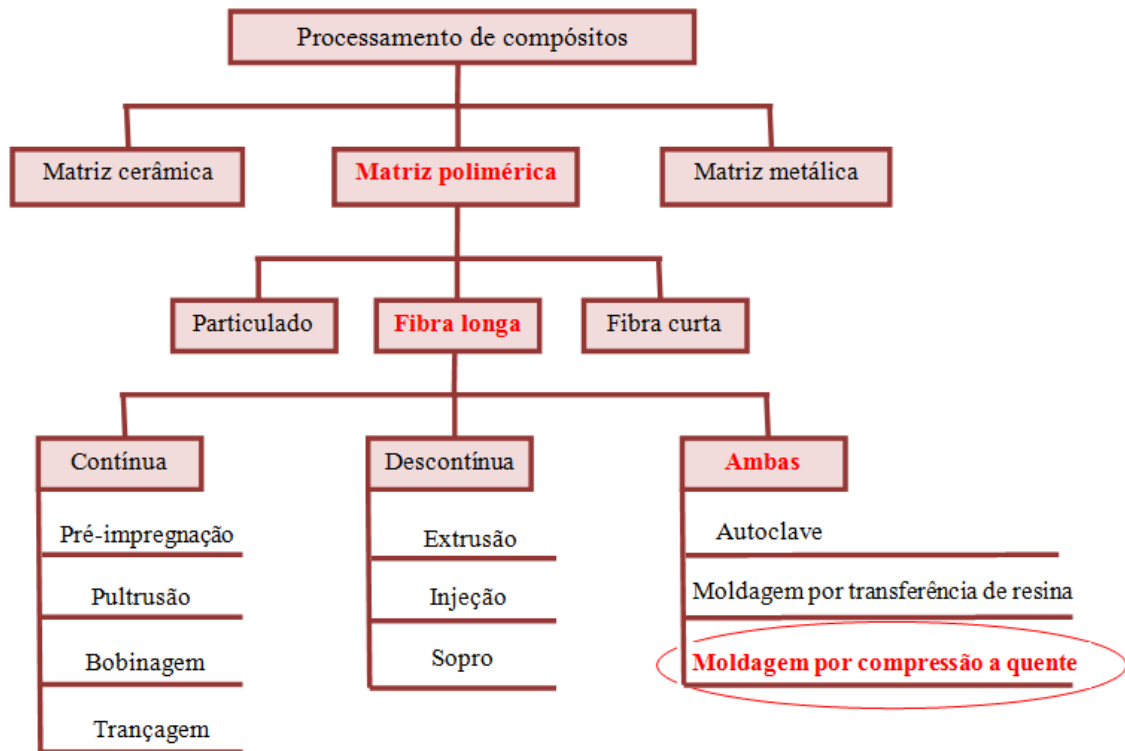 Processamento de compósitos
Matriz cerâmica
Matriz polimérica
Matriz metálica
Particulado
Fibra longa
Fibra curta
Contínua
Descontínua
Ambas
Pré-impregnação
Pultrusão
Bobinagem
Trançagem
Extrusão
Injeção
Sopro
Autoclave
Moldagem por transferência de resina
Moldagem por compressão a quente